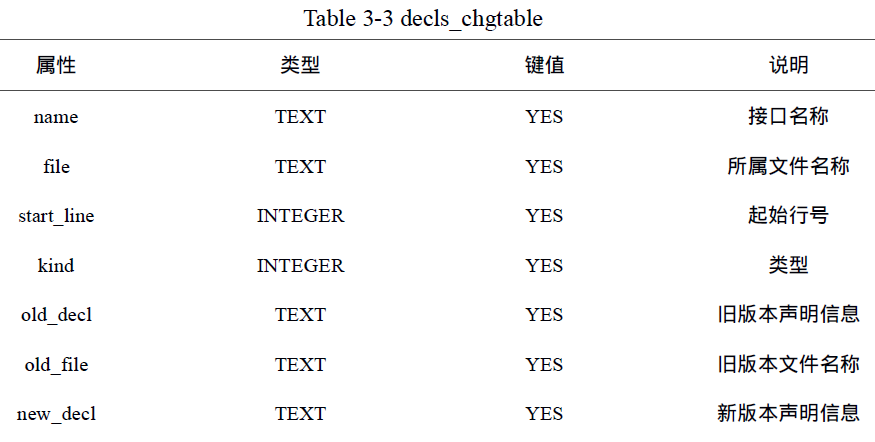 Table 3-3 decls_chgtable
属性 类型 键值 说明
name TEXT YES 接口名称
file TEXT YES 所属文件名称
start_line INTEGER YES 起始行号
kind INTEGER YES 类型
old_decl TEXT YES 旧版本声明信息
old_file TEXT YES 旧版本文件名称
new_decl TEXT YES 新版本声明信息